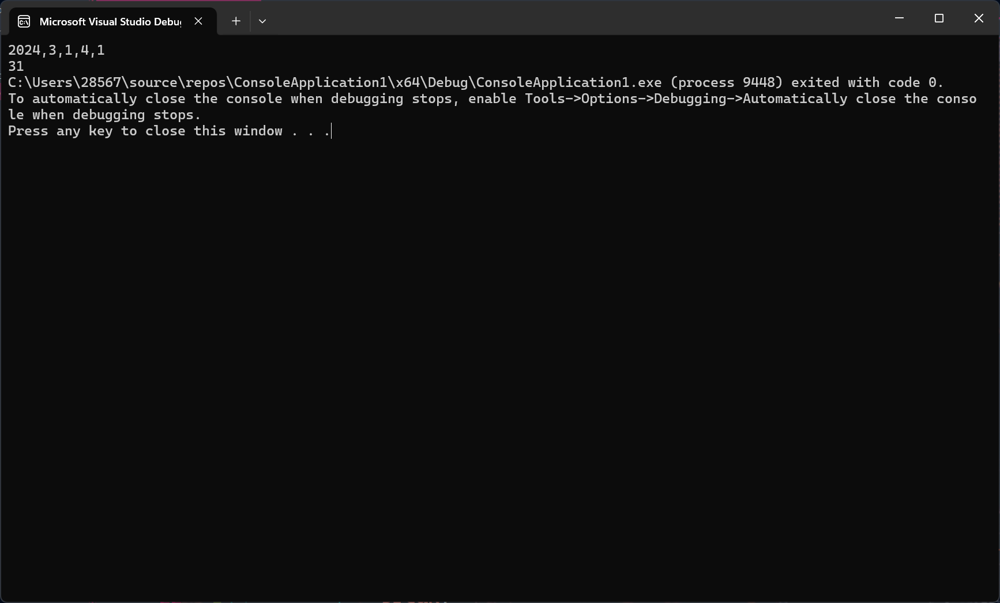 Microsoft Visual Studio Debug
2024,3,1,4,1
31
C:\Users\28567\source\repos\ConsoleApplication1\x64\Debug\ConsoleApplication1.exe (process 9448) exited with code 0.
To automatically close the console when debugging stops, enable Tools->Options->Debugging->Automatically close the conso
le when debugging stops.
Press any key to close this window . . .